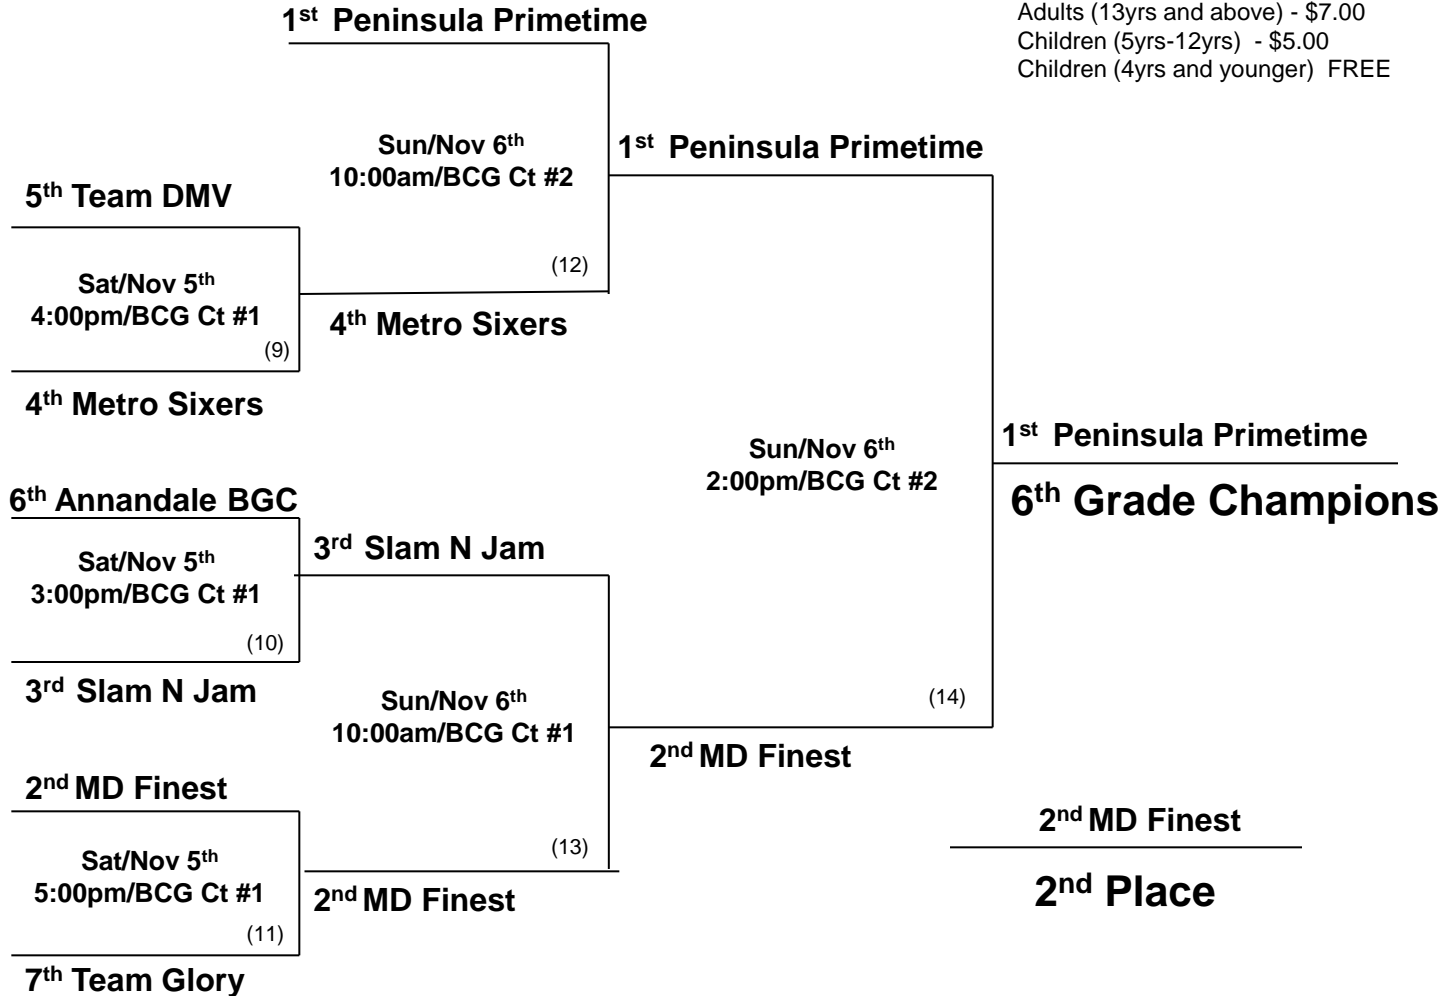 1st Peninsula Primetime
Adults (13yrs and above) - $7.00
Children (5yrs-12yrs) - $5.00
Children (4yrs and younger) FREE
Sun/Nov 6th
10:00am/BCG Ct #2
(12)
1st Peninsula Primetime
5th Team DMV
Sat/Nov 5th
4:00pm/BCG Ct #1
(9)
4th Metro Sixers
4th Metro Sixers
Sun/Nov 6th
2:00pm/BCG Ct #2
(14)
1st Peninsula Primetime
6th Grade Champions
6th Annandale BGC
Sat/Nov 5th
3:00pm/BCG Ct #1
(10)
3rd Slam N Jam
3rd Slam N Jam
Sun/Nov 6th
10:00am/BCG Ct #1
(13)
2nd MD Finest
2nd MD Finest
Sat/Nov 5th
5:00pm/BCG Ct #1
(11)
7th Team Glory
2nd MD Finest
2nd MD Finest
2nd Place